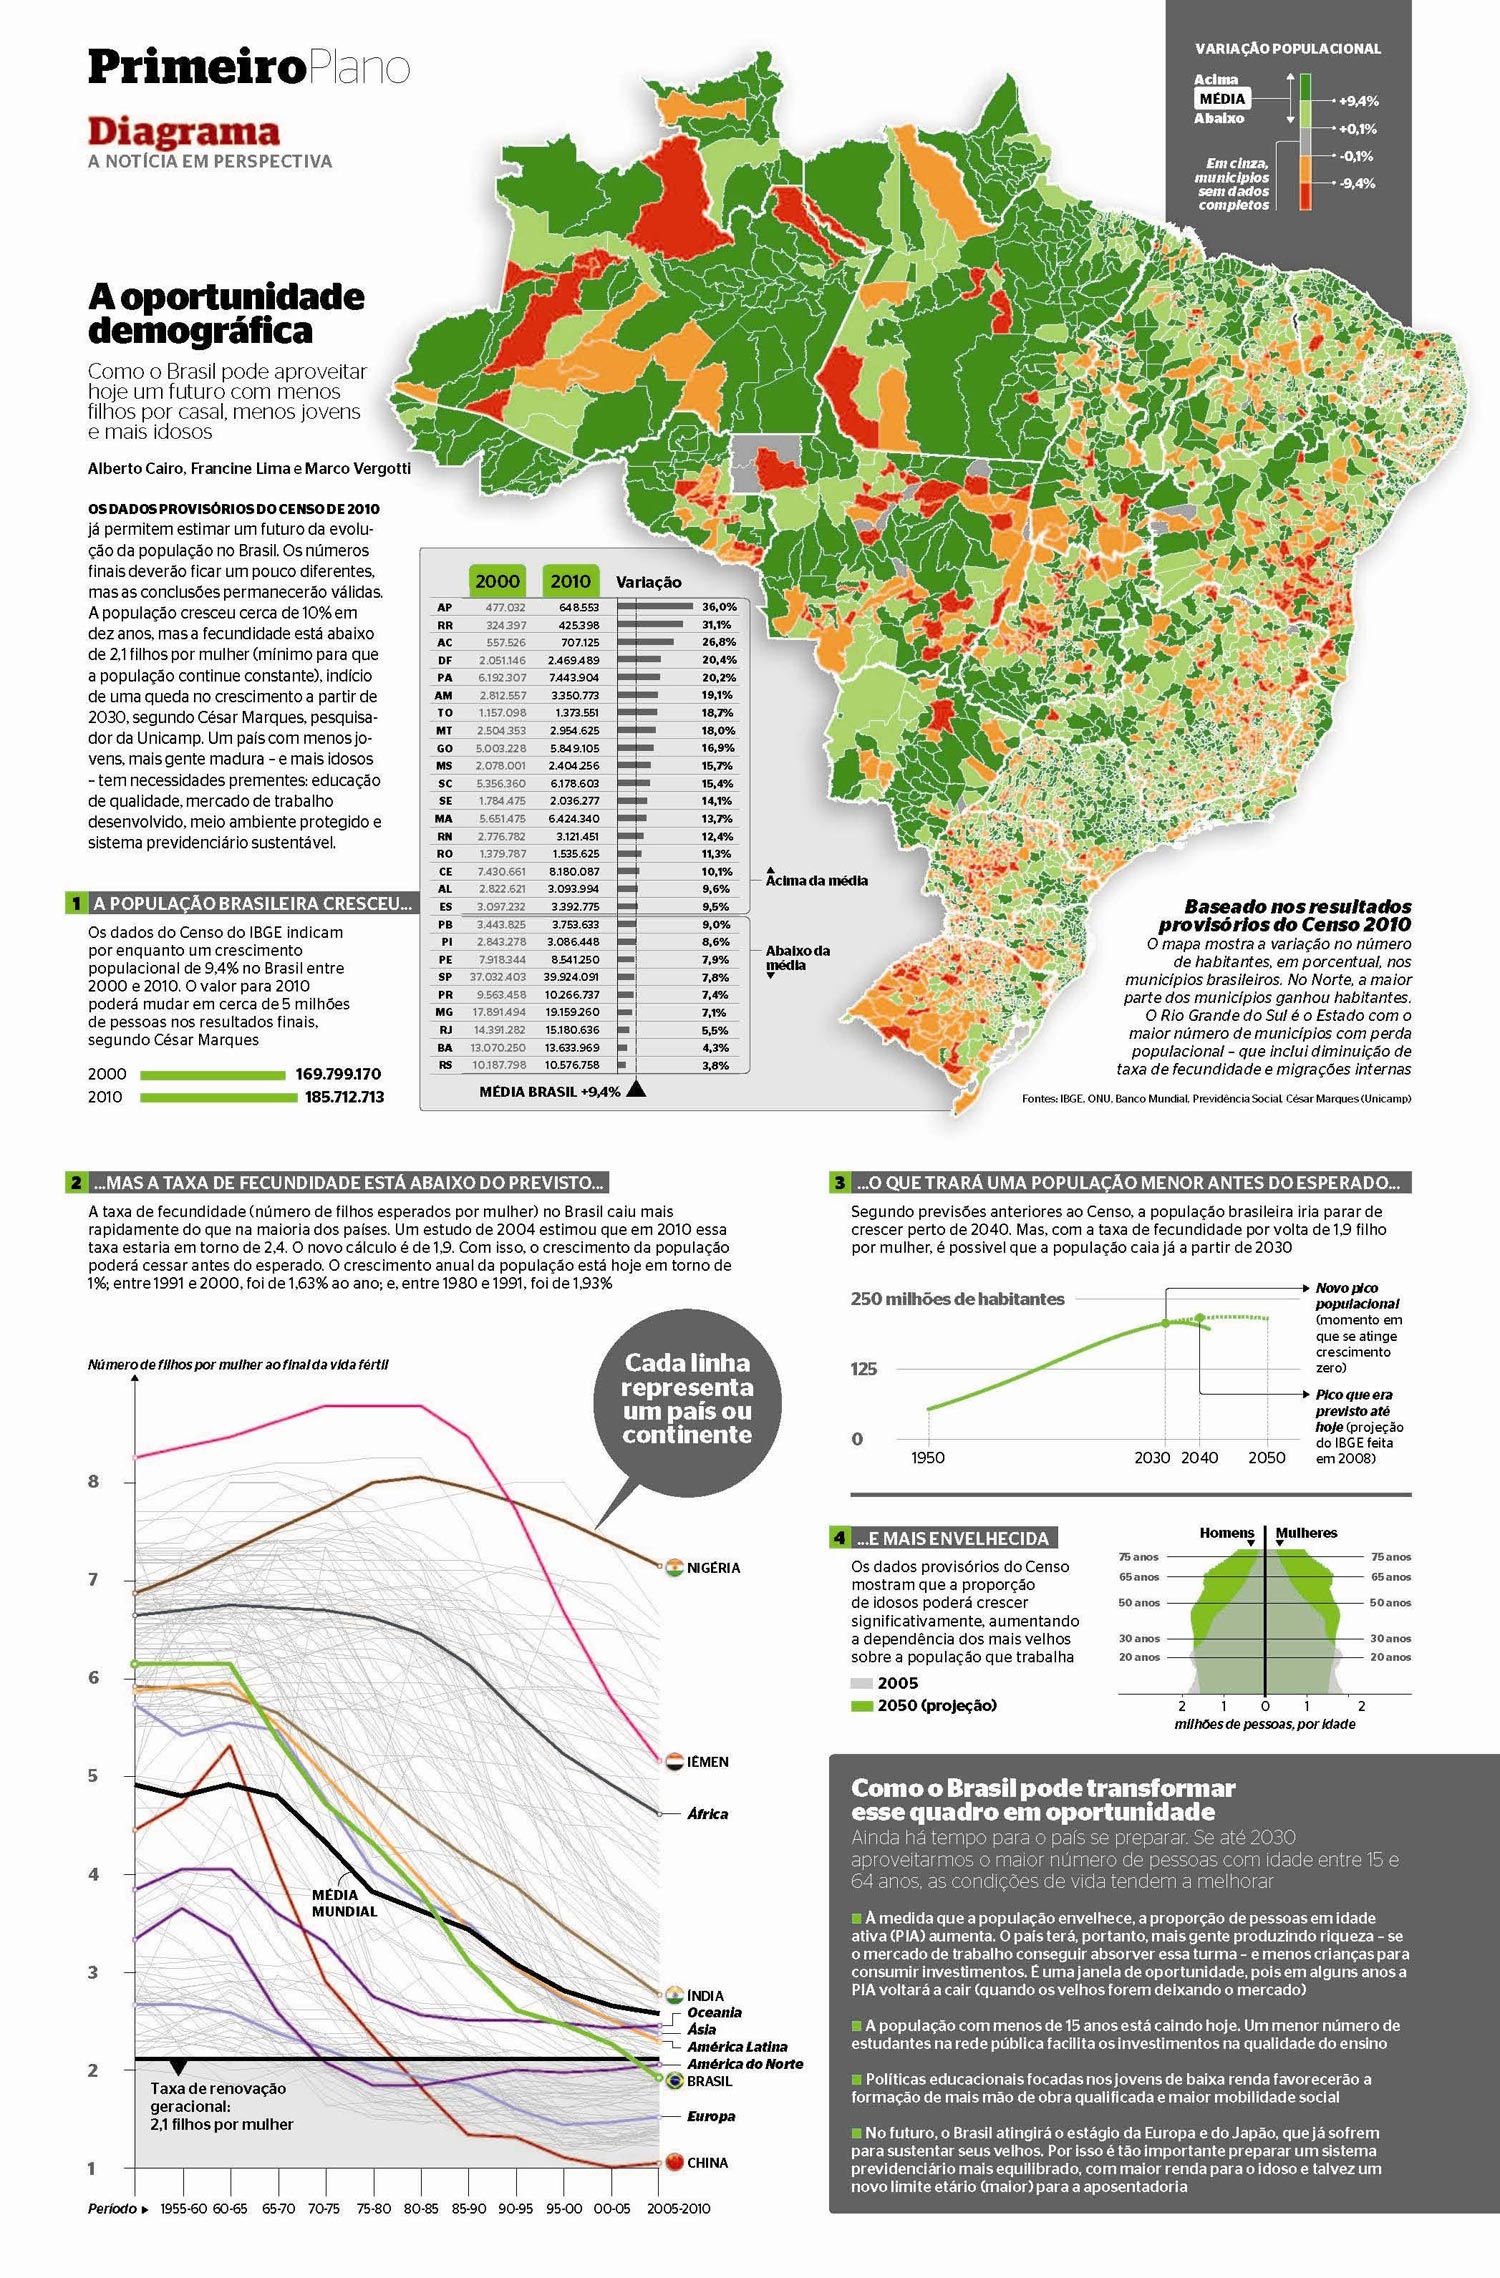 PrimeiroPlano
Diagrama
A NOTÍCIA EM PERSPECTIVA
VARIAÇÃO POPULACIONAL
Acima
MÉDIA
Abaixo
+9,4%
+0,1%
-0,1%
-9,4%
Em cinza,
municípios
sem dados
completos
A oportunidade
demográfica
Como o Brasil pode aproveitar
hoje um futuro com menos
filhos por casal, menos jovens
e mais idosos
Alberto Cairo, Francine Lima e Marco Vergotti
OS DADOS PROVISÓRIOS DO CENSO DE 2010
já permitem estimar um futuro da evolu-
ção da população no Brasil. Os números
finais deverão ficar um pouco diferentes,
mas as conclusões permanecerão válidas.
A população cresceu cerca de 10% em
dez anos, mas a fecundidade está abaixo
de 2,1 filhos por mulher (mínimo para que
a população continue constante), indício
de uma queda no crescimento a partir de
2030, segundo César Marques, pesquisa-
dor da Unicamp. Um país com menos jo-
vens, mais gente madura – e mais idosos
– tem necessidades prementes: educação
de qualidade, mercado de trabalho
desenvolvido, meio ambiente protegido e
sistema previdenciário sustentável.
1 A POPULAÇÃO BRASILEIRA CRESCEU...
Os dados do Censo do IBGE indicam
por enquanto um crescimento
populacional de 9,4% no Brasil entre
2000 e 2010. O valor para 2010
poderá mudar em cerca de 5 milhões
de pessoas nos resultados finais,
segundo César Marques
2000 169.799.170
2010 185.712.713
2000 2010 Variação
AP 477.032 648.553 36,0%
RR 324.397 425.398 31,1%
AC 557.526 707.125 26,8%
DF 2.051.146 2.469.489 20,4%
PA 6.192.307 7.443.904 20,2%
AM 2.812.557 3.350.773 19,1%
TO 1.157.098 1.373.551 18,7%
MT 2.504.353 2.954.625 18,0%
GO 5.003.228 5.849.105 16,9%
MS 2.078.001 2.404.256 15,7%
SC 5.356.360 6.178.603 15,4%
SE 1.784.475 2.036.277 14,1%
MA 5.651.475 6.424.340 13,7%
RN 2.776.782 3.121.451 12,4%
RO 1.379.787 1.535.625 11,3%
CE 7.430.661 8.180.087 10,1%
AL 2.822.621 3.093.994 9,6%
ES 3.097.232 3.392.775 9,5%
PB 3.443.825 3.753.633 9,0%
PI 2.843.278 3.086.448 8,6%
PE 7.918.344 8.541.250 7,9%
SP 37.032.403 39.924.091 7,8%
PR 9.563.458 10.266.737 7,4%
MG 17.891.494 19.159.260 7,1%
RJ 14.391.282 15.180.636 5,5%
BA 13.070.250 13.633.969 4,3%
RS 10.187.798 10.576.758 3,8%
MÉDIA BRASIL +9,4%
Acima da média
Abaixo da
média
Baseado nos resultados
provisórios do Censo 2010
O mapa mostra a variação no número
de habitantes, em porcentual, nos
municípios brasileiros. No Norte, a maior
parte dos municípios ganhou habitantes.
O Rio Grande do Sul é o Estado com o
maior número de municípios com perda
populacional – que inclui diminuição de
taxa de fecundidade e migrações internas
Fontes: IBGE, ONU, Banco Mundial, Previdência Social, César Marques (Unicamp)
2 ...MAS A TAXA DE FECUNDIDADE ESTÁ ABAIXO DO PREVISTO...
A taxa de fecundidade (número de filhos esperados por mulher) no Brasil caiu mais
rapidamente do que na maioria dos países. Um estudo de 2004 estimou que em 2010 essa
taxa estaria em torno de 2,4. O novo cálculo é de 1,9. Com isso, o crescimento da população
poderá cessar antes do esperado. O crescimento anual da população está hoje em torno de
1%; entre 1991 e 2000, foi de 1,63% ao ano; e, entre 1980 e 1991, foi de 1,93%
Número de filhos por mulher ao final da vida fértil
Cada linha
representa
um país ou
continente
8
7
6
5
4
3
2
1
NIGÉRIA
IÊMEN
África
MÉDIA
MUNDIAL
ÍNDIA
Oceania
Ásia
América Latina
América do Norte
BRASIL
Europa
CHINA
Taxa de renovação
geracional:
2,1 filhos por mulher
Período 1955-60 60-65 65-70 70-75 75-80 80-85 85-90 90-95 95-00 00-05 2005-2010
3 ...O QUE TRARÁ UMA POPULAÇÃO MENOR ANTES DO ESPERADO...
Segundo previsões anteriores ao Censo, a população brasileira iria parar de
crescer perto de 2040. Mas, com a taxa de fecundidade por volta de 1,9 filho
por mulher, é possivel que a população caia já a partir de 2030
250 milhões de habitantes
125
0
1950 2030 2040 2050
Novo pico
populacional
(momento em
que se atinge
crescimento
zero)
Pico que era
previsto até
hoje (projeção
do IBGE feita
em 2008)
4 ...E MAIS ENVELHECIDA
Os dados provisórios do Censo
mostram que a proporção
de idosos poderá crescer
significativamente, aumentando
a dependência dos mais velhos
sobre a população que trabalha
2005
2050 (projeção)
Homens Mulheres
75 anos 75 anos
65 anos 65 anos
50 anos 50 anos
30 anos 30 anos
20 anos 20 anos
2 1 0 1 2
milhões de pessoas, por idade
Como o Brasil pode transformar
esse quadro em oportunidade
Ainda há tempo para o país se preparar. Se até 2030
aproveitarmos o maior número de pessoas com idade entre 15 e
64 anos, as condições de vida tendem a melhorar
À medida que a população envelhece, a proporção de pessoas em idade
ativa (PIA) aumenta. O país terá, portanto, mais gente produzindo riqueza – se
o mercado de trabalho conseguir absorver essa turma – e menos crianças para
consumir investimentos. É uma janela de oportunidade, pois em alguns anos a
PIA voltará a cair (quando os velhos forem deixando o mercado)
A população com menos de 15 anos está caindo hoje. Um menor número de
estudantes na rede pública facilita os investimentos na qualidade do ensino
Políticas educacionais focadas nos jovens de baixa renda favorecerão a
formação de mais mão de obra qualificada e maior mobilidade social
No futuro, o Brasil atingirá o estágio da Europa e do Japão, que já sofrem
para sustentar seus velhos. Por isso é tão importante preparar um sistema
previdenciário mais equilibrado, com maior renda para o idoso e talvez um
novo limite etário (maior) para a aposentadoria